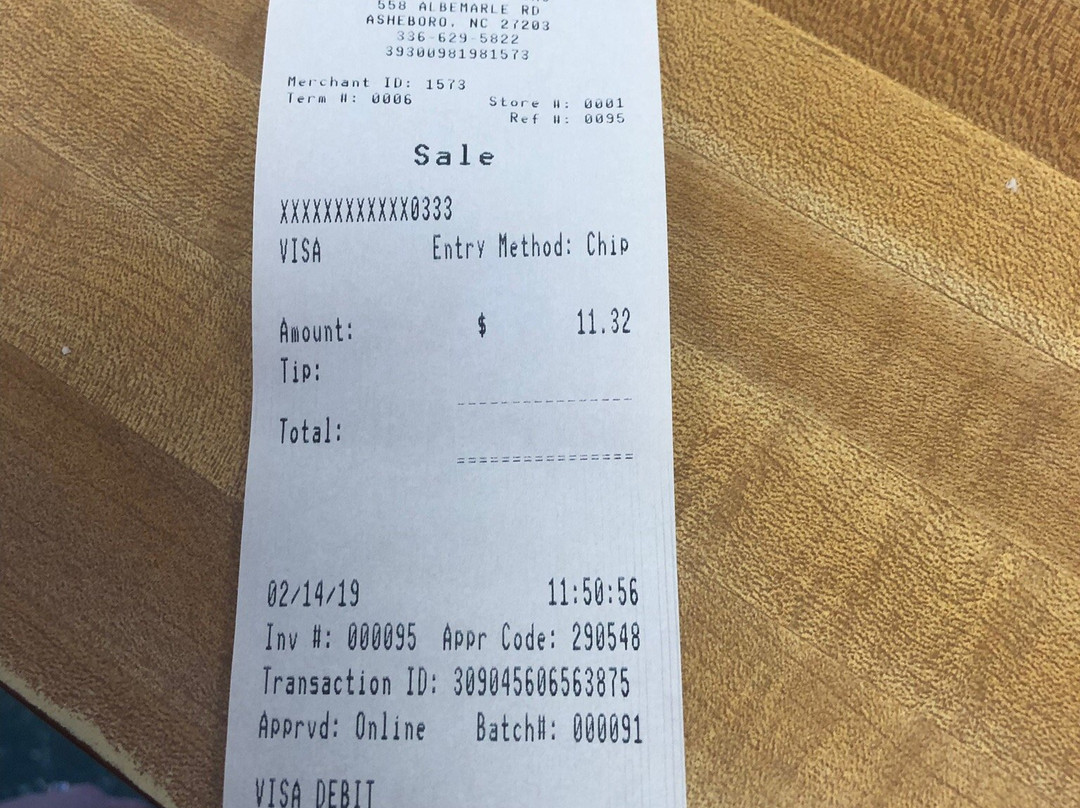 558 ALBEMARLE RD
ASHEBORO, NC 27203
336-629-5822
39300981981573
Merchant ID: 1573
Term #: 0006 Store #: 0001
Ref #: 0095
Sale
XXXXXXXXXXXX0333
VISA Entry Method: Chip
Amount: $ 11.32
Tip:
Total:
02/14/19 11:50:56
Inv #: 000095 Appr Code: 290548
Transaction ID: 309045606563875
Apprvd: Online Batch#: 000091
VISA DEBIT